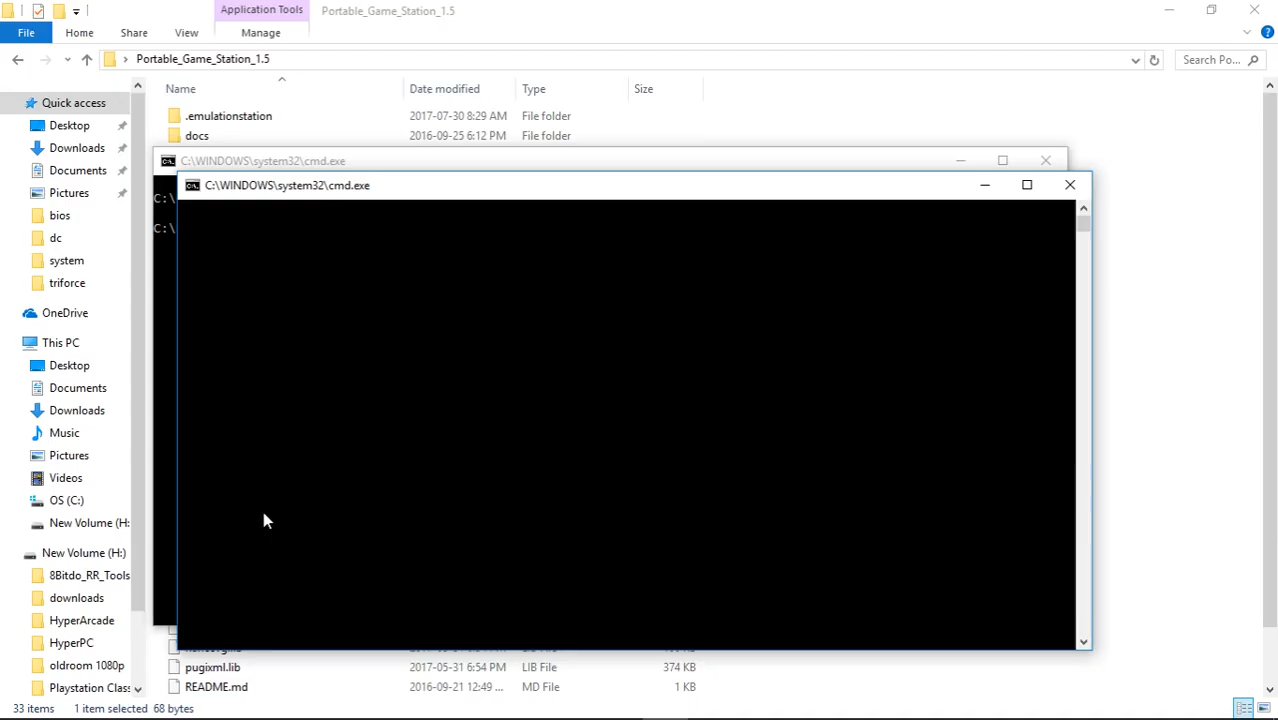 Application Tools
Portable_Game_Station_1.5
File
Home
Share
View
Manage
Portable_Game_Station_1.5
Search Po...
Name
Date modified
Type
Size
Quick access
Desktop
Downloads
Documents
Pictures
bios
dc
system
triforce
OneDrive
This PC
Desktop
Documents
Downloads
Music
Pictures
Videos
OS (C:)
New Volume (H:
New Volume (H:)
8Bitdo_RR_Tools
downloads
HyperArcade
HyperPC
oldroom 1080p
Playstation Class
.emulationstation
2017-07-30 8:29 AM
File folder
docs
2016-09-25 6:12 PM
File folder
C:\WINDOWS\system32\cmd.exe
C:\
C:\
C:\WINDOWS\system32\cmd.exe
pugixml.lib
2017-05-31 6:54 PM
LIB File
374 KB
README.md
2016-09-21 12:49 ...
MD File
1 KB
33 items
1 item selected
68 bytes